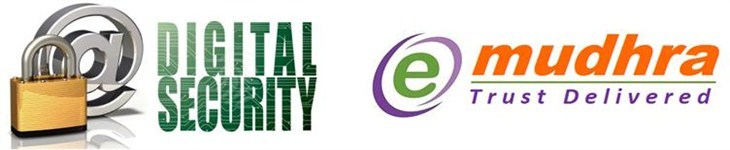 @
DIGITAL
SECURITY
e mudhra
Trust Delivered